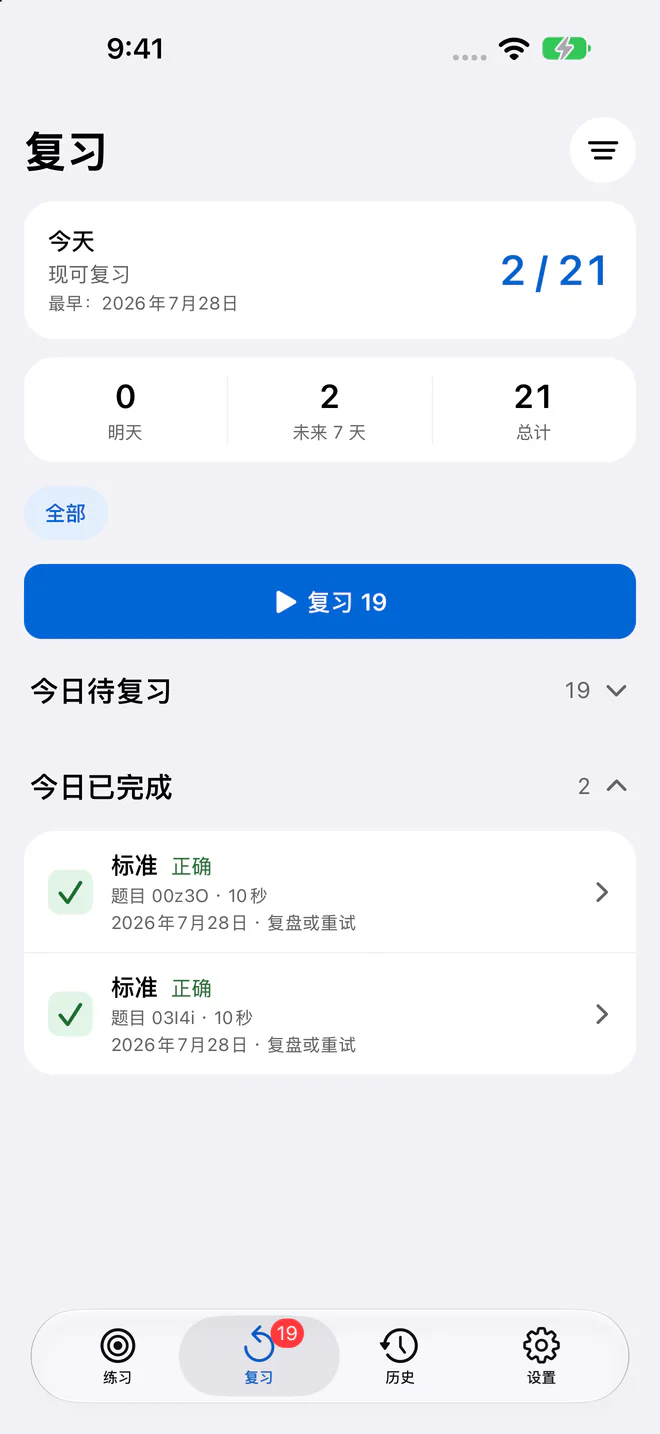 9:41
复习
今天
现可复习
最早：2026年7月28日
2 / 21
0
明天
2
未来 7 天
21
总计
全部
复习 19
今日待复习
19
今日已完成
2
标准 正确
题目 00z3O · 10秒
2026年7月28日 · 复盘或重试
标准 正确
题目 03I4i · 10秒
2026年7月28日 · 复盘或重试
19
练习
复习
历史
设置